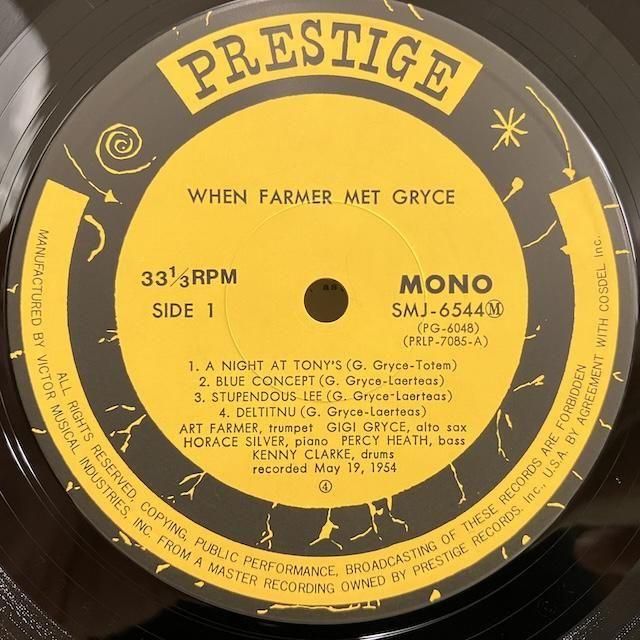 PRESTIGE
WHEN FARMER MET GRYCE
33 1/3 RPM
SIDE 1
MONO
SMJ-6544Ⓜ
(PG-6048)
(PRLP-7085-A)
1. A NIGHT AT TONY'S (G. Gryce-Totem)
2. BLUE CONCEPT (G. Gryce-Laerteas)
3. STUPENDOUS LEE (G. Gryce-Laerteas)
4. DELTITNU (G. Gryce-Laerteas)
ART FARMER, trumpet GIGI GRYCE, alto sax
HORACE SILVER, piano PERCY HEATH, bass
KENNY CLARKE, drums
recorded May 19, 1954
④
ALL RIGHTS RESERVED, COPYING, PUBLIC PERFORMANCE, BROADCASTING OF THESE RECORDS ARE FORBIDDEN
MANUFACTURED BY VICTOR MUSICAL INDUSTRIES, INC. FROM A MASTER RECORDING OWNED BY PRESTIGE RECORDS. Inc., U.S.A. BY AGREEMENT WITH COSDEL Inc.